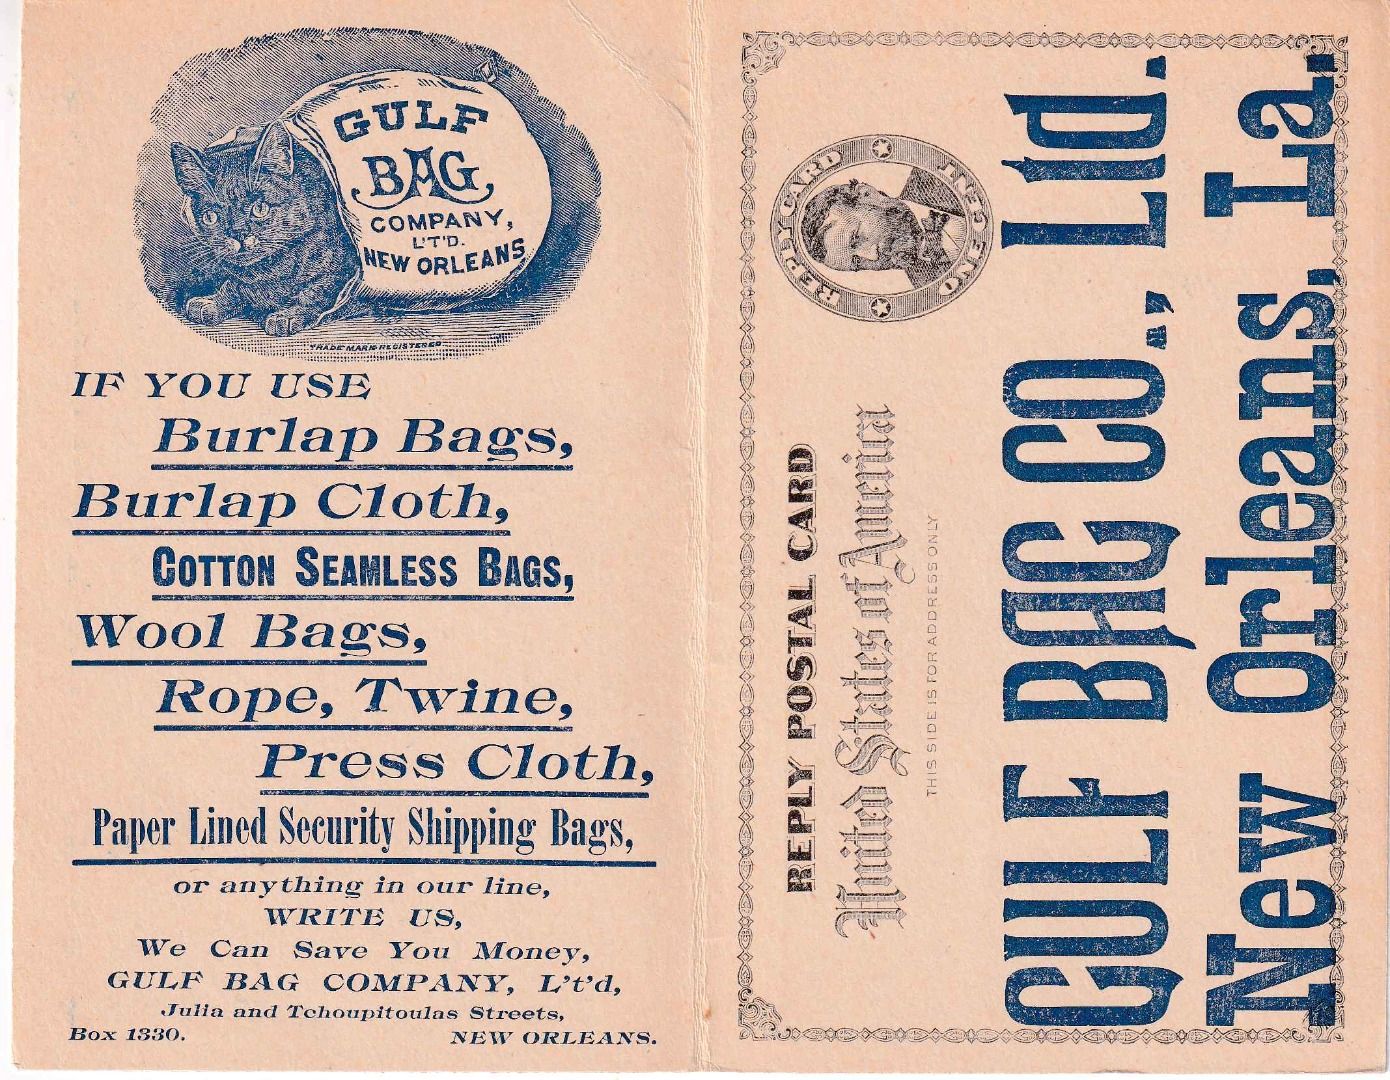 GULF
BAG
COMPANY,
L'T'D.
NEW ORLEANS
TRADE MARK REGISTERED
IF YOU USE
Burlap Bags,
Burlap Cloth,
COTTON SEAMLESS BAGS,
Wool Bags,
Rope, Twine,
Press Cloth,
Paper Lined Security Shipping Bags,
or anything in our line,
WRITE US,
We Can Save You Money,
GULF BAG COMPANY, L't'd,
Julia and Tchoupitoulas Streets,
Box 1330. NEW ORLEANS.
REPLY CARD
ONE CENT
REPLY POSTAL CARD
United States of America
THIS SIDE IS FOR ADDRESS ONLY
GULF BAG CO., Ltd.
New Orleans, La.